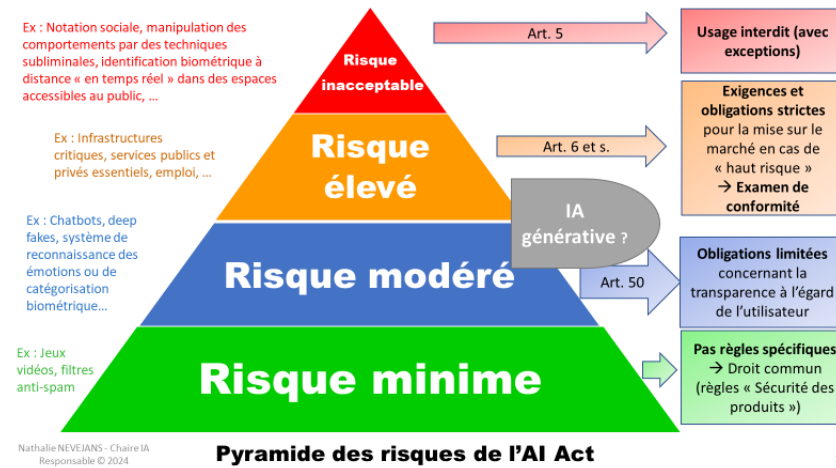 Ex : Notation sociale, manipulation des
comportements par des techniques
subliminales, identification biométrique à
distance « en temps réel » dans des espaces
accessibles au public, …
Risque
inacceptable
Art. 5
Usage interdit (avec
exceptions)
Ex : Infrastructures
critiques, services publics et
privés essentiels, emploi, …
Risque
élevé
Art. 6 et s.
Exigences et
obligations strictes
pour la mise sur le
marché en cas de
« haut risque »
→ Examen de
conformité
IA
générative ?
Ex : Chatbots, deep
fakes, système de
reconnaissance des
émotions ou de
catégorisation
biométrique…
Risque modéré
Art. 50
Obligations limitées
concernant la
transparence à l’égard
de l’utilisateur
Ex : Jeux
vidéos, filtres
anti-spam
Risque minime
Pas règles spécifiques
→ Droit commun
(règles « Sécurité des
produits »)
Nathalie NEVEJANS - Chaire IA
Responsable © 2024
Pyramide des risques de l’AI Act